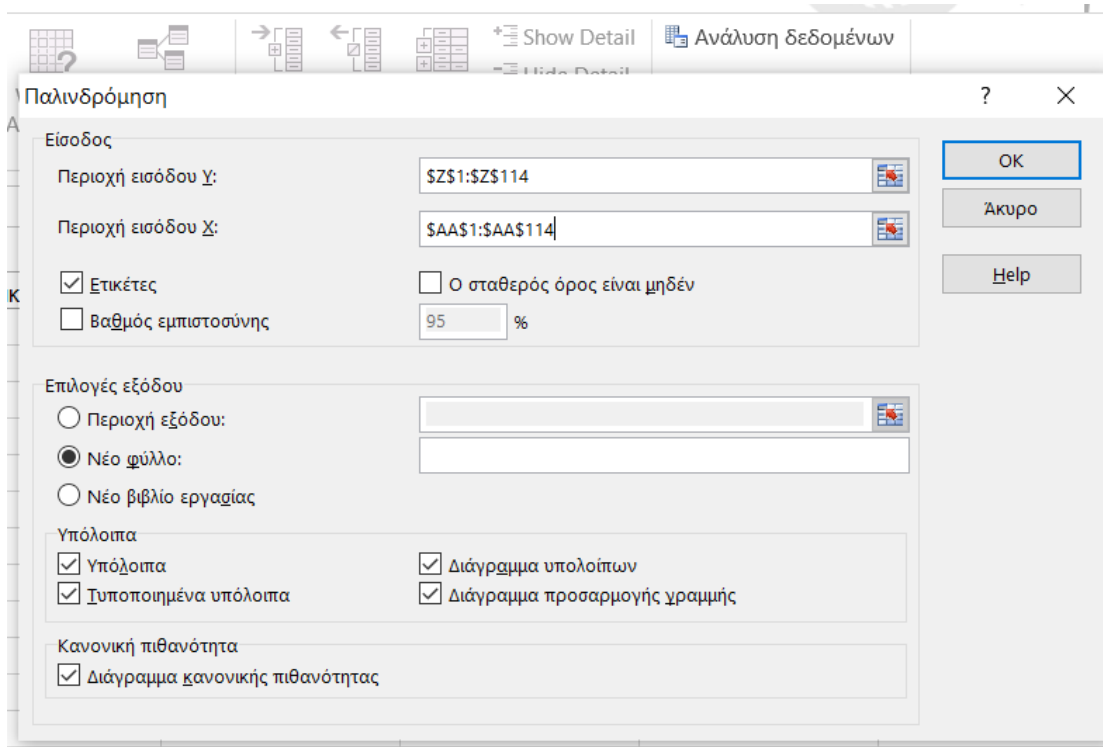 Show Detail
Ανάλυση δεδομένων
Hide Detail
Παλινδρόμηση
?
Είσοδος
Περιοχή εισόδου Y:
$Z$1:$Z$114
OK
Περιοχή εισόδου X:
$AA$1:$AA$114
Άκυρο
Ετικέτες
Ο σταθερός όρος είναι μηδέν
Help
Βαθμός εμπιστοσύνης
95
%
Επιλογές εξόδου
Περιοχή εξόδου:
Νέο φύλλο:
Νέο βιβλίο εργασίας
Υπόλοιπα
Υπόλοιπα
Διάγραμμα υπολοίπων
Τυποποιημένα υπόλοιπα
Διάγραμμα προσαρμογής γραμμής
Κανονική πιθανότητα
Διάγραμμα κανονικής πιθανότητας